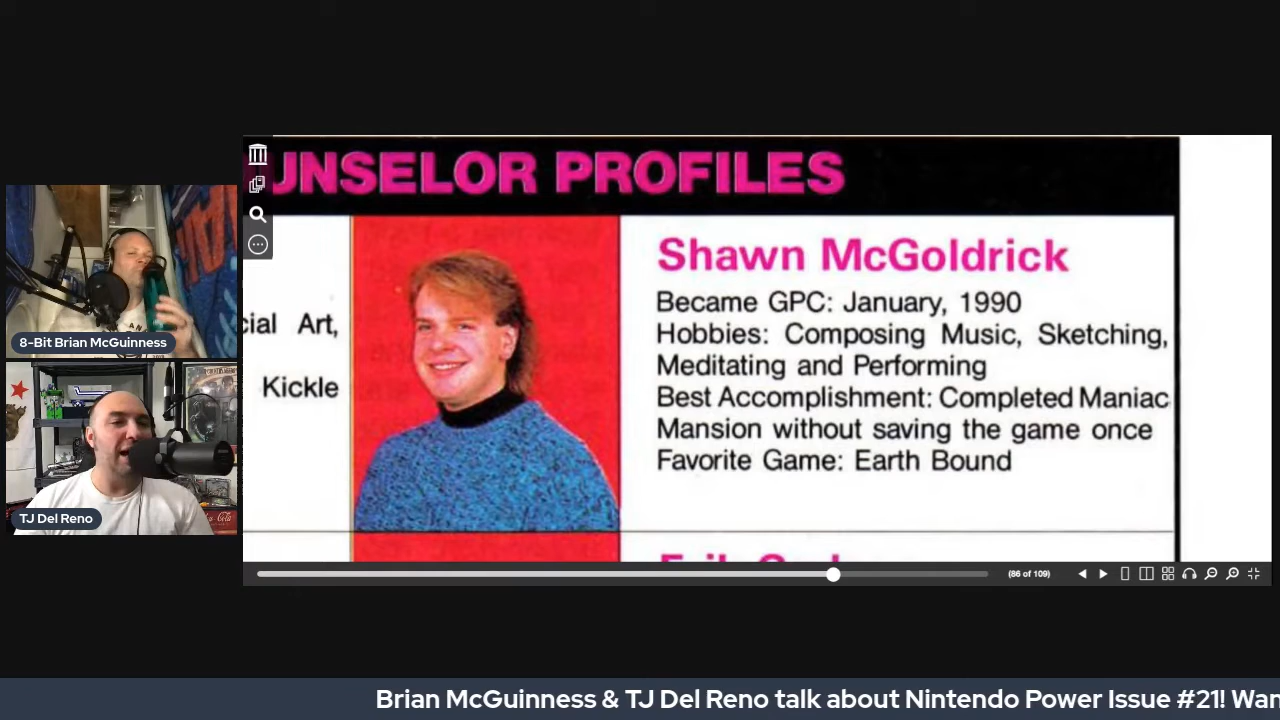 UNSELOR PROFILES
cial Art,
Kickle
Shawn McGoldrick
Became GPC: January, 1990
Hobbies: Composing Music, Sketching,
Meditating and Performing
Best Accomplishment: Completed Maniac
Mansion without saving the game once
Favorite Game: Earth Bound
8-Bit Brian McGuinness
TJ Del Reno
(86 of 109)
Brian McGuinness & TJ Del Reno talk about Nintendo Power Issue #21! Wan